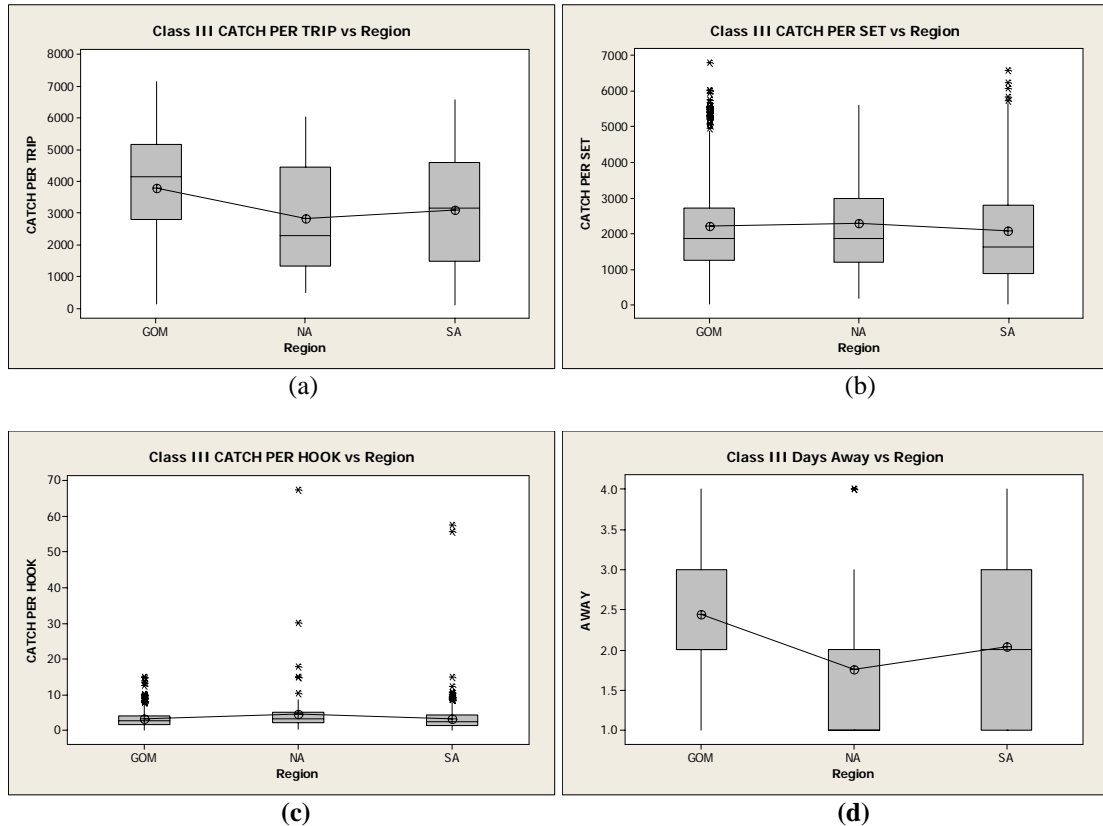 Class III CATCH PER TRIP vs Region
8000
7000
6000
5000
4000
3000
2000
1000
0
CATCH PER TRIP
GOM NA SA
Region
(a)
Class III CATCH PER SET vs Region
7000
6000
5000
4000
3000
2000
1000
0
CATCH PER SET
GOM NA SA
Region
(b)
Class III CATCH PER HOOK vs Region
70
60
50
40
30
20
10
0
CATCH PER HOOK
GOM NA SA
Region
(c)
Class III Days Away vs Region
4.0
3.5
3.0
2.5
2.0
1.5
1.0
AWAY
GOM NA SA
Region
(d)